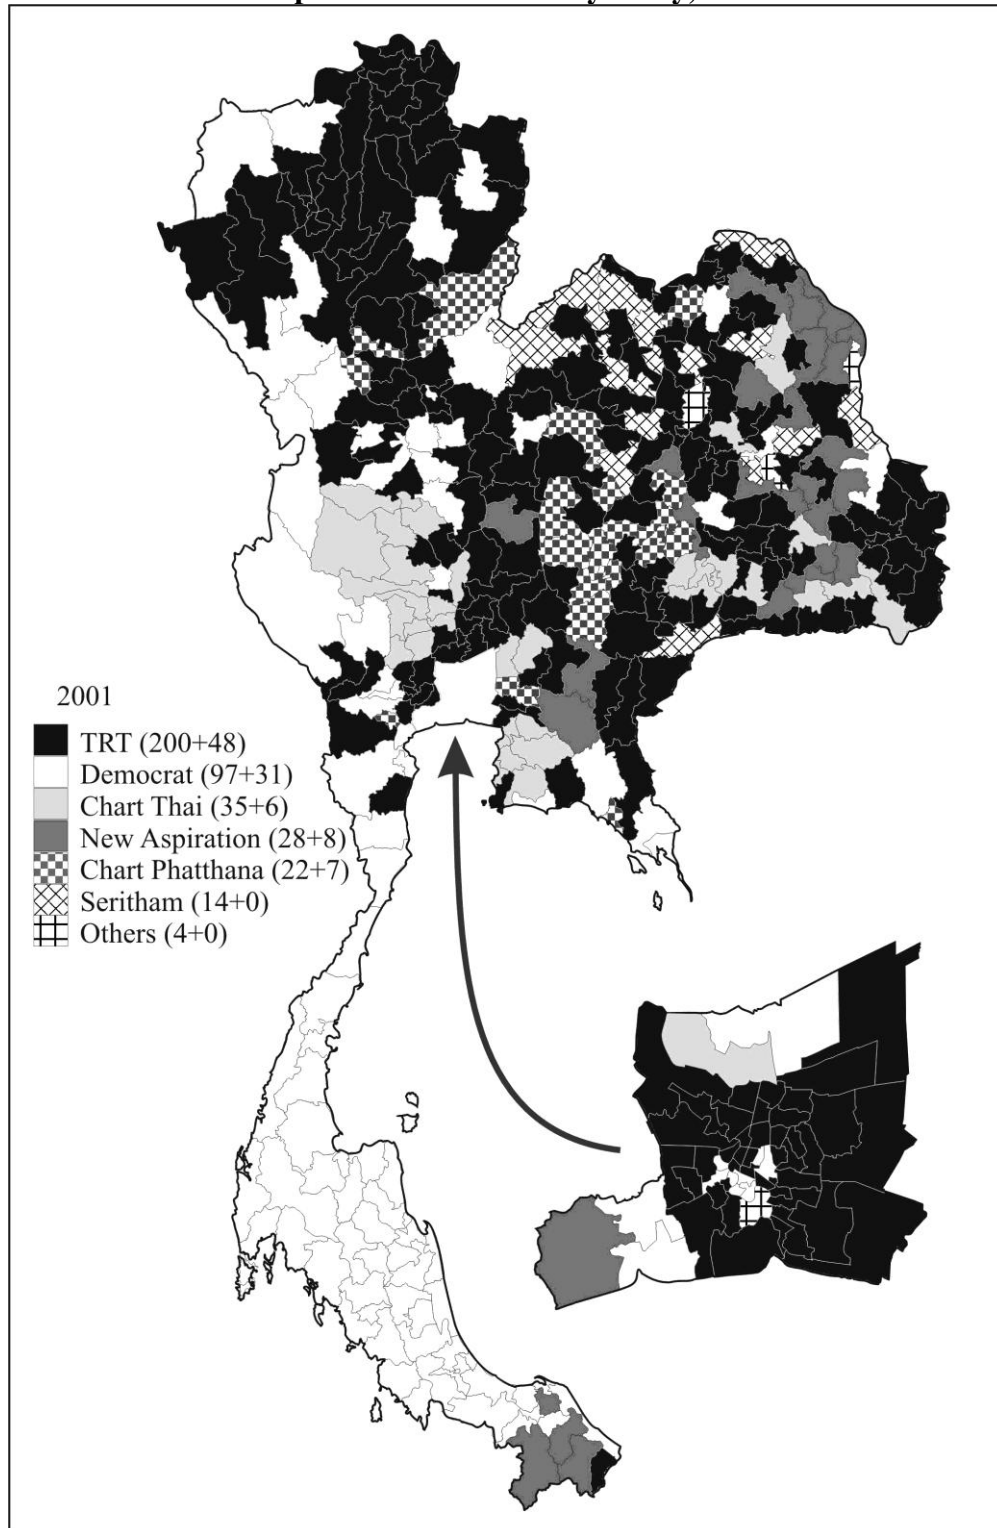 2001
TRT (200+48)
Democrat (97+31)
Chart Thai (35+6)
New Aspiration (28+8)
Chart Phatthana (22+7)
Seritham (14+0)
Others (4+0)